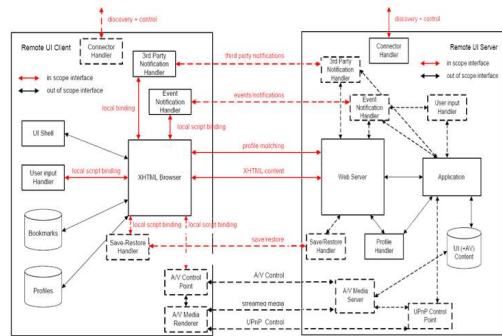 discovery + control
discovery + control
Remote UI Client
Remote UI Server
Connector
Handler
3rd Party
Notification
Handler
third party notifications
3rd Party
Notification
Handler
Connector
Handler
in scope interface
out of scope interface
in scope interface
out of scope interface
local binding
Event
Notification
Handler
events/notifications
Event
Notification
Handler
User input
Handler
local script binding
UI Shell
profile matching
User input
Handler
local script binding
XHTML Browser
XHTML content
Web Server
Application
Bookmarks
local script binding
local script binding
Save-Restore
Handler
save/restore
Save/Restore
Handler
Profile
Handler
UI (+AV)
Content
Profiles
A/V Control
Point
A/V Control
A/V Media
Server
streamed media
A/V Media
Renderer
UPnP Control
UPnP Control
Point